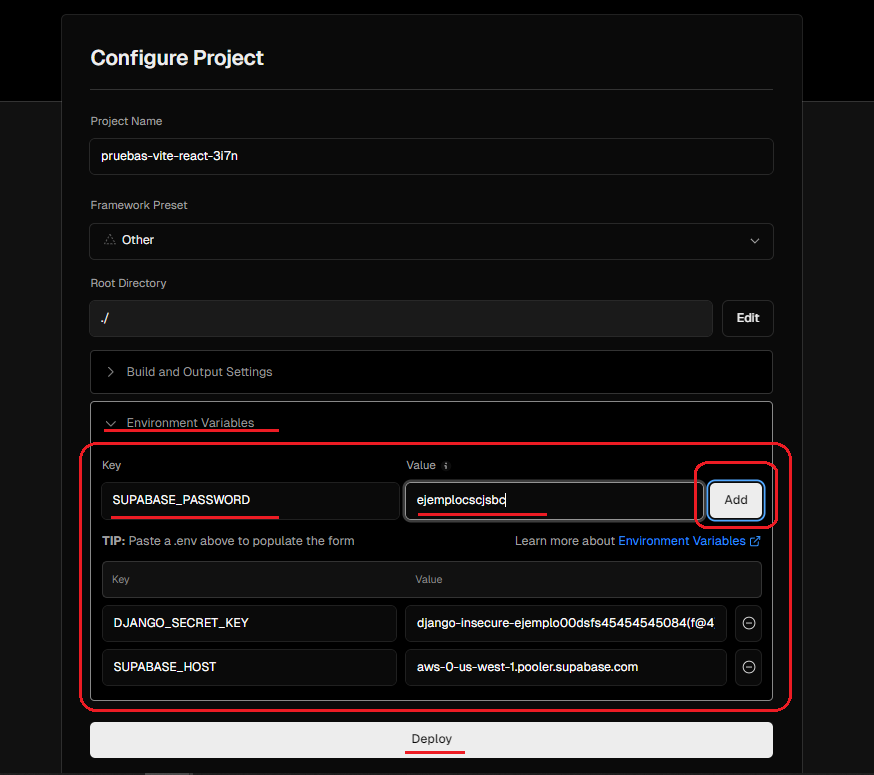 Configure Project
Project Name
pruebas-vite-react-3i7n
Framework Preset
Other
Root Directory
./
Edit
Build and Output Settings
Environment Variables
Key Value i
SUPABASE_PASSWORD ejemplocscjsbc Add
TIP: Paste a .env above to populate the form Learn more about Environment Variables
Key Value
DJANGO_SECRET_KEY django-insecure-ejemplo00dsfs45454545084(f@4
SUPABASE_HOST aws-0-us-west-1.pooler.supabase.com
Deploy